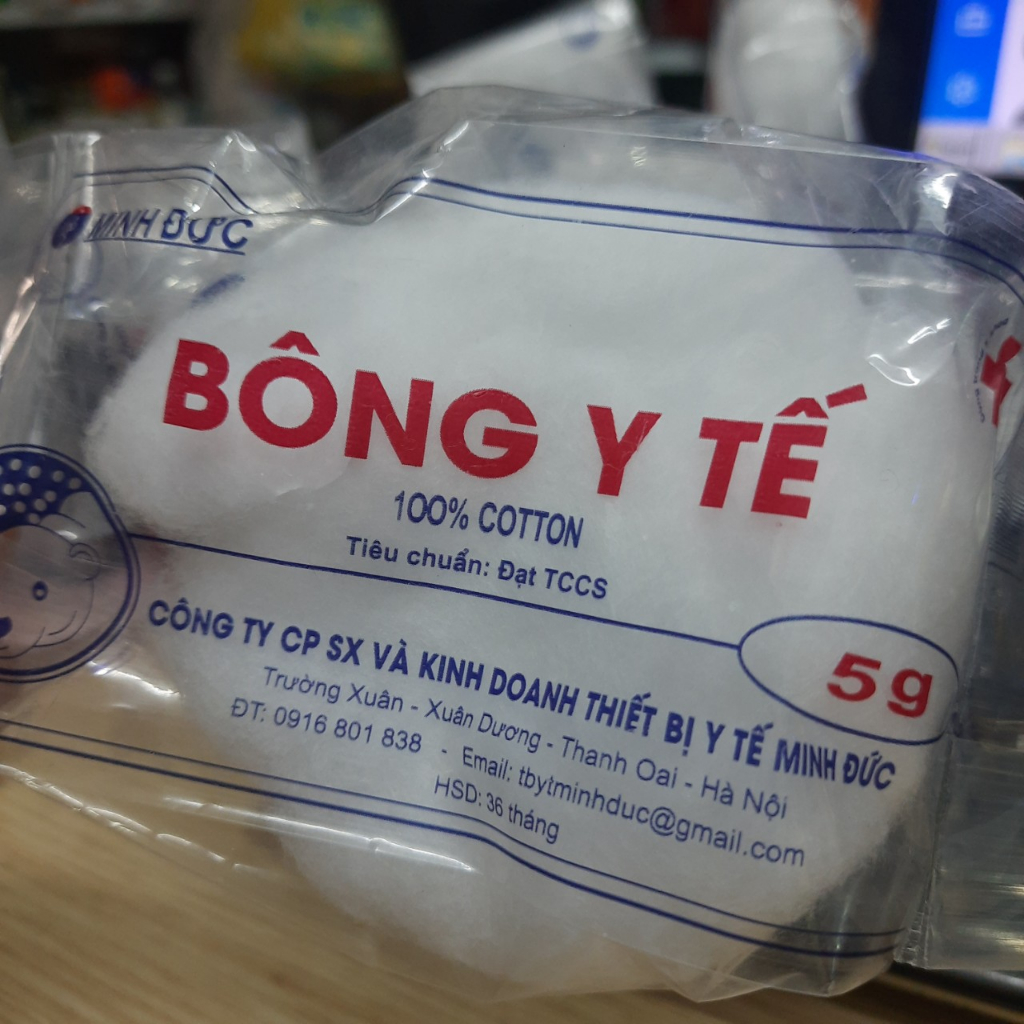 MINH ĐỨC
BÔNG Y TẾ
100% COTTON
Tiêu chuẩn: Đạt TCCS
5g
CÔNG TY CP SX VÀ KINH DOANH THIẾT BỊ Y TẾ MINH ĐỨC
Trường Xuân - Xuân Dương - Thanh Oai - Hà Nội
ĐT: 0916 801 838 - Email: tbytminhduc@gmail.com
HSD: 36 tháng